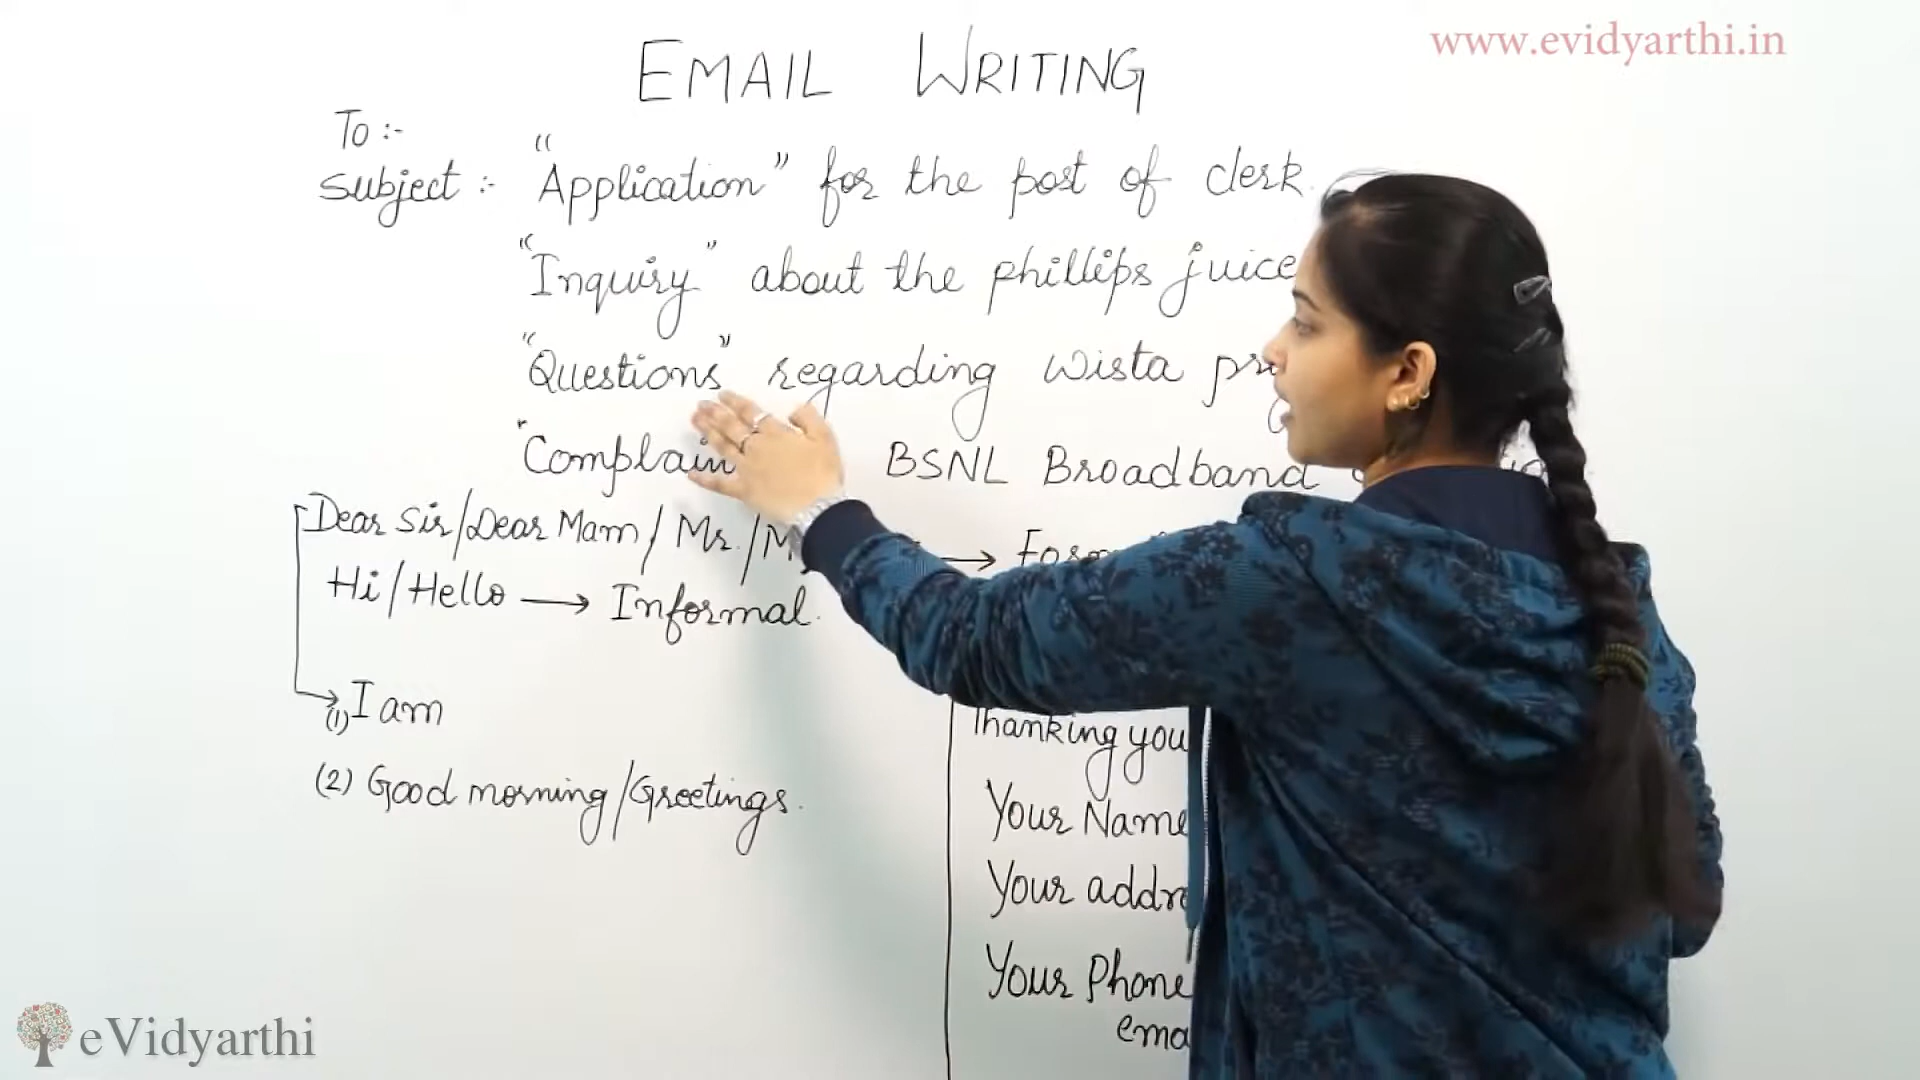 www.evidyarthi.in
EMAIL WRITING
To :-
Subject :- "Application" for the post of clerk.
"Inquiry" about the phillips juice
"Questions" regarding Wista
"Complain BSNL Broadband
Dear Sir/Dear Mam / Mr. /
Hi/Hello → Informal.
(1) I am
(2) Good morning/Greetings.
Thanking you
Your Name
Your
Your Phone
eVidyarthi